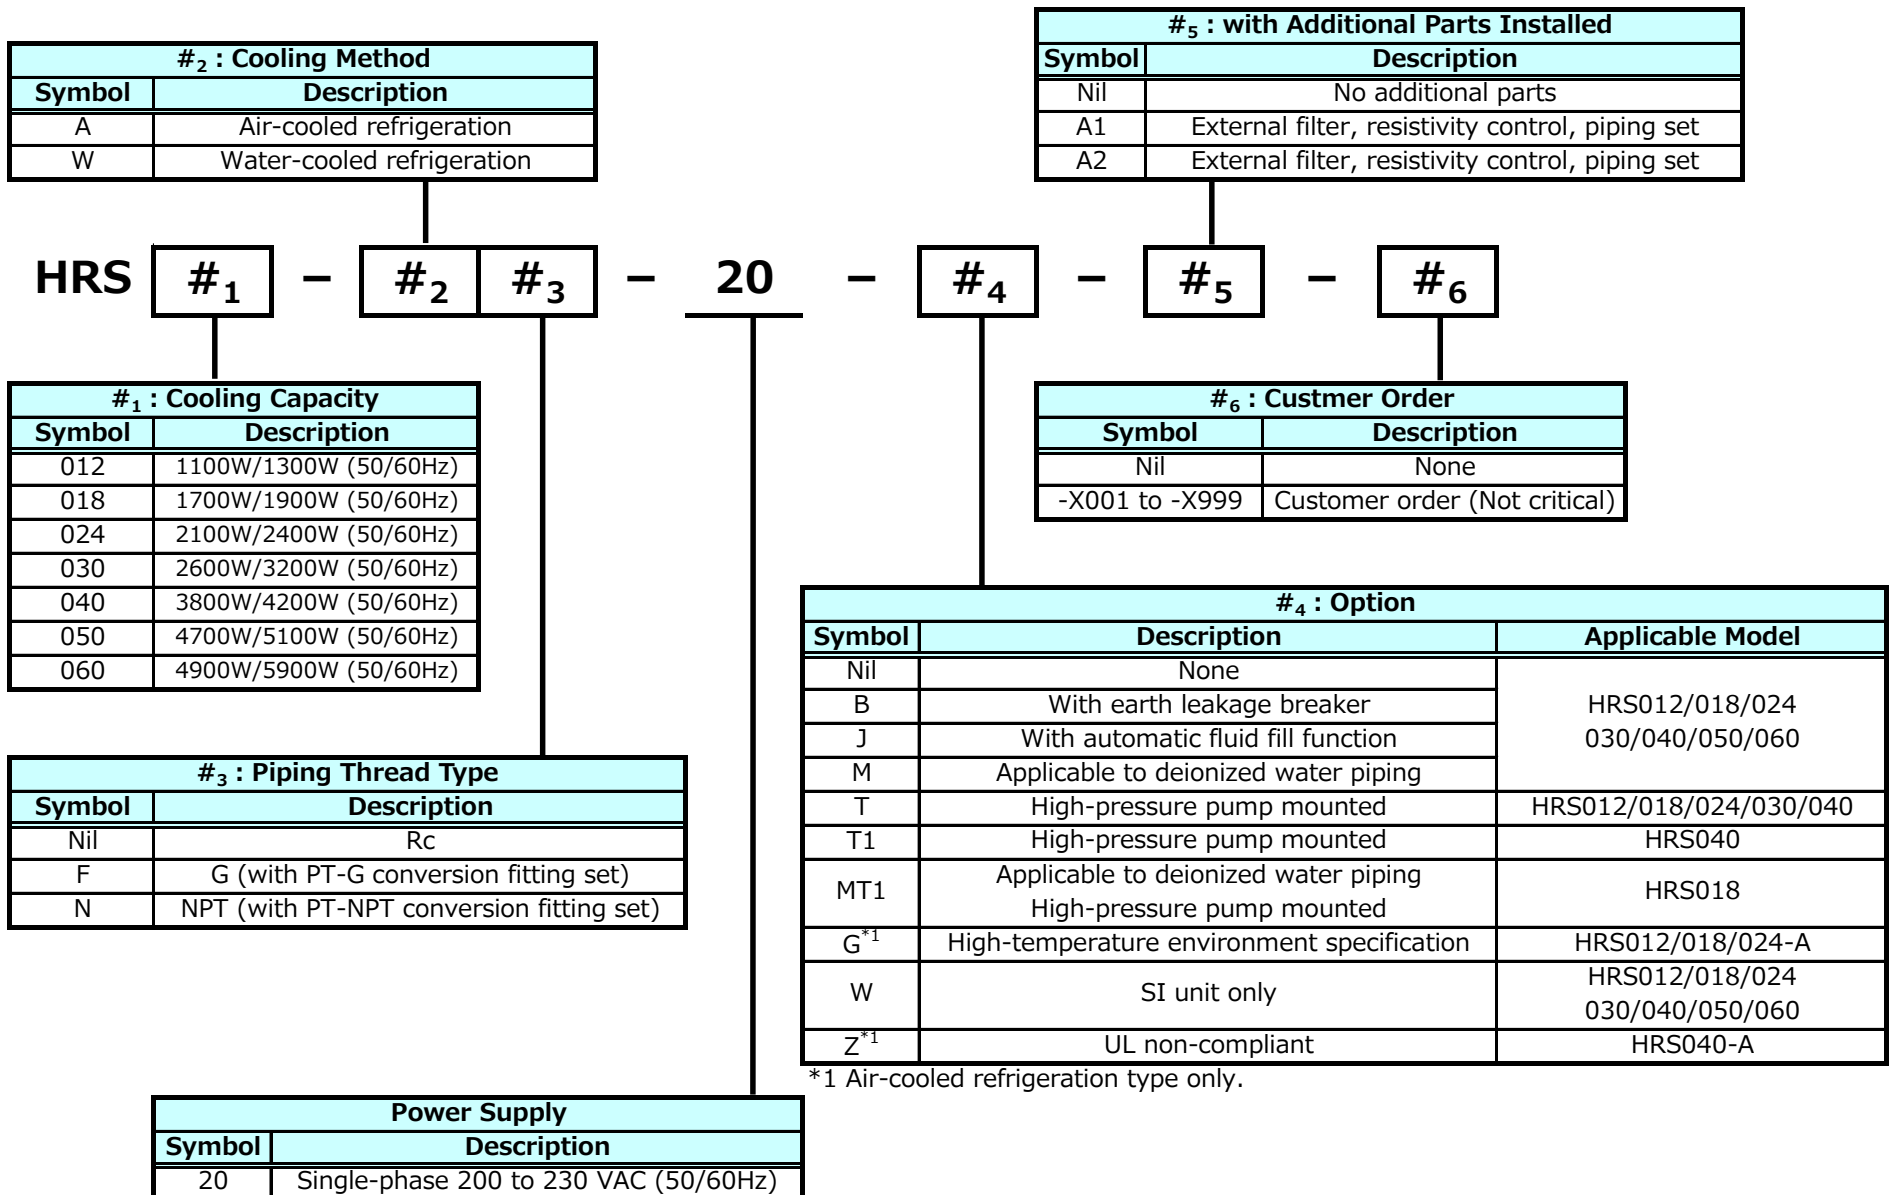 #5 : with Additional Parts Installed
Symbol Description
Nil No additional parts
A1 External filter, resistivity control, piping set
A2 External filter, resistivity control, piping set
#2 : Cooling Method
Symbol Description
A Air-cooled refrigeration
W Water-cooled refrigeration
HRS #1 － #2 #3 － 20 － #4 － #5 － #6
#1 : Cooling Capacity
Symbol Description
012 1100W/1300W (50/60Hz)
018 1700W/1900W (50/60Hz)
024 2100W/2400W (50/60Hz)
030 2600W/3200W (50/60Hz)
040 3800W/4200W (50/60Hz)
050 4700W/5100W (50/60Hz)
060 4900W/5900W (50/60Hz)
#6 : Custmer Order
Symbol Description
Nil None
-X001 to -X999 Customer order (Not critical)
#4 : Option
Symbol Description Applicable Model
Nil None
B With earth leakage breaker HRS012/018/024
J With automatic fluid fill function 030/040/050/060
M Applicable to deionized water piping
T High-pressure pump mounted HRS012/018/024/030/040
T1 High-pressure pump mounted HRS040
MT1 Applicable to deionized water piping HRS018
High-pressure pump mounted
G*1 High-temperature environment specification HRS012/018/024-A
W SI unit only HRS012/018/024
030/040/050/060
Z*1 UL non-compliant HRS040-A
*1 Air-cooled refrigeration type only.
#3 : Piping Thread Type
Symbol Description
Nil Rc
F G (with PT-G conversion fitting set)
N NPT (with PT-NPT conversion fitting set)
Power Supply
Symbol Description
20 Single-phase 200 to 230 VAC (50/60Hz)